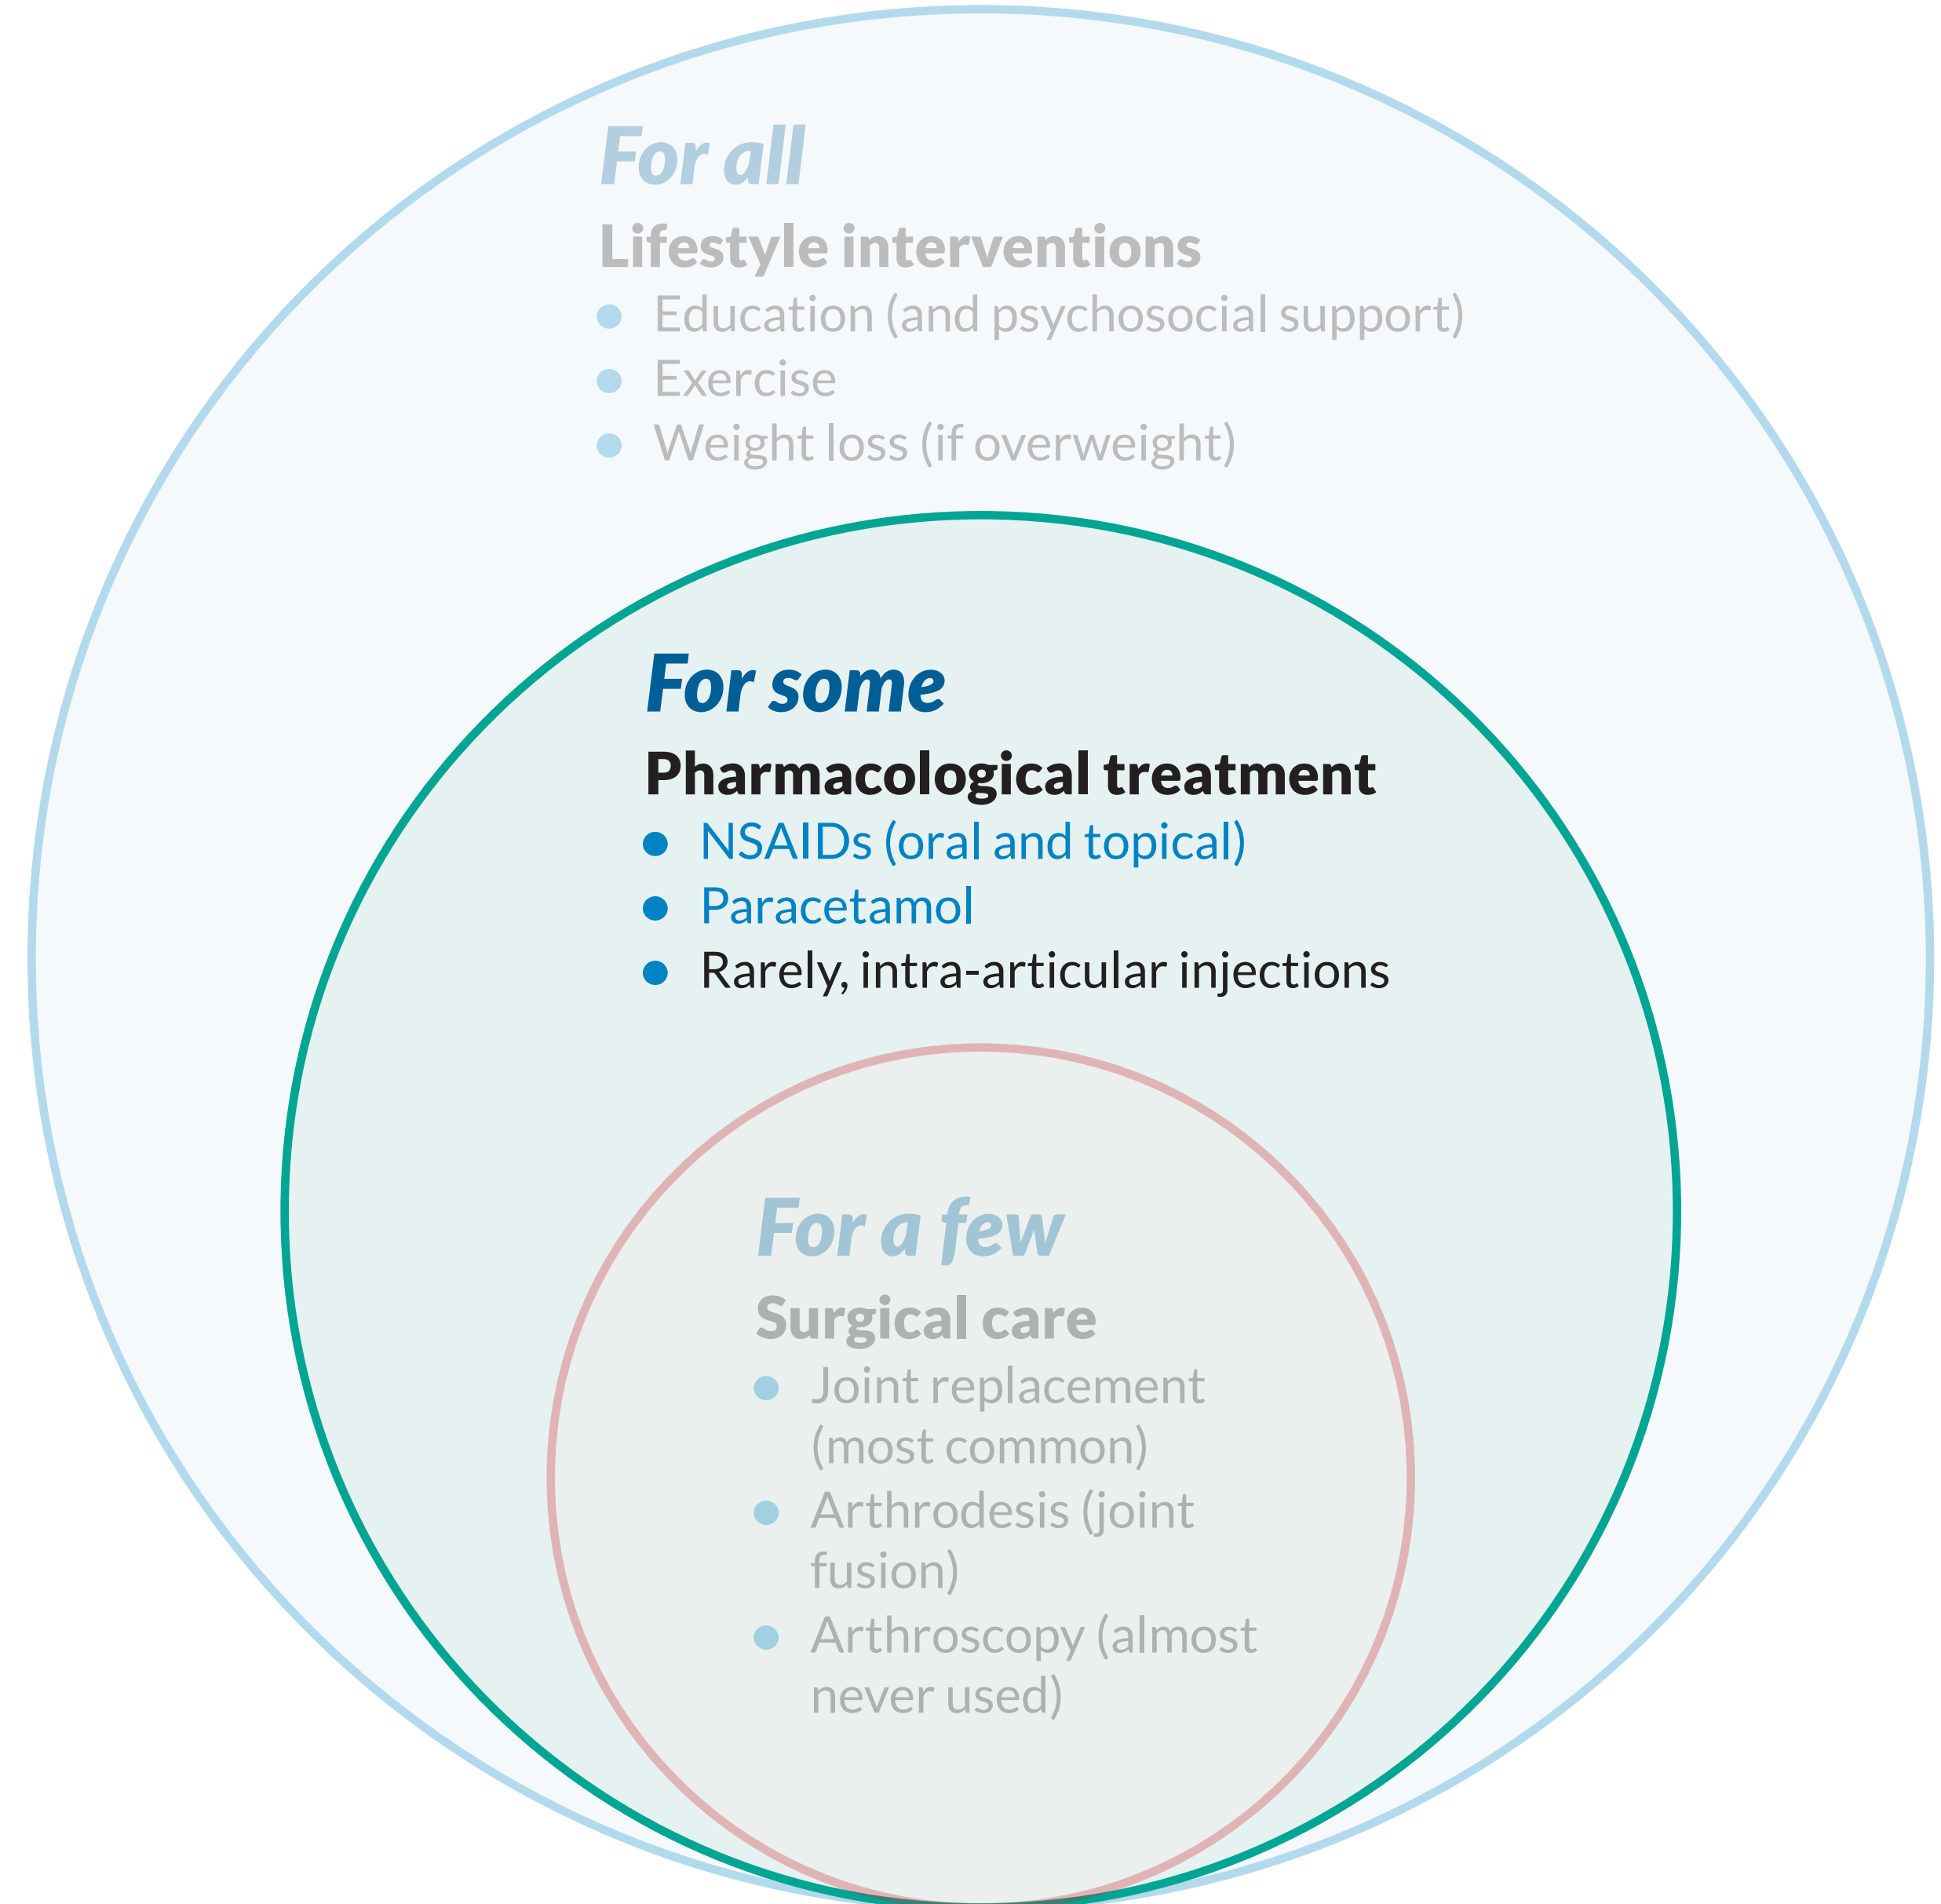 For all
Lifestyle interventions
Education (and psychosocial support)
Exercise
Weight loss (if overweight)
For some
Pharmacological treatment
NSAIDs (oral and topical)
Paracetamol
Rarely, intra-articular injections
For a few
Surgical care
Joint replacement
(most common)
Arthrodesis (joint
fusion)
Arthroscopy (almost
never used)